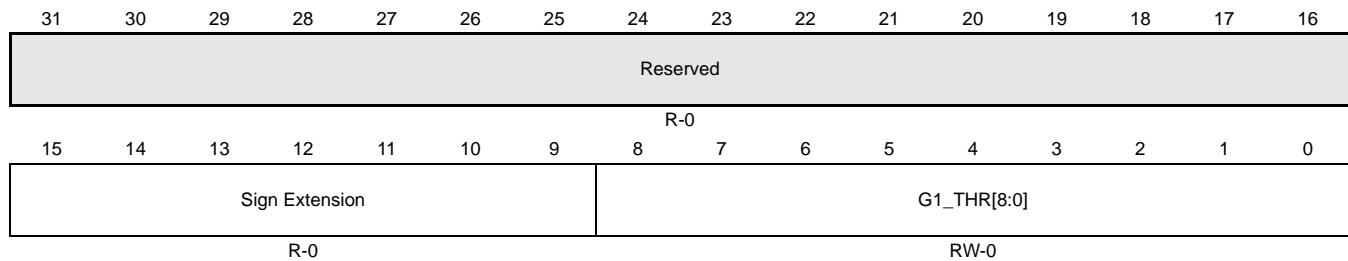 31 30 29 28 27 26 25 24 23 22 21 20 19 18 17 16
Reserved
R-0
15 14 13 12 11 10 9 8 7 6 5 4 3 2 1 0
Sign Extension G1_THR[8:0]
R-0 RW-0